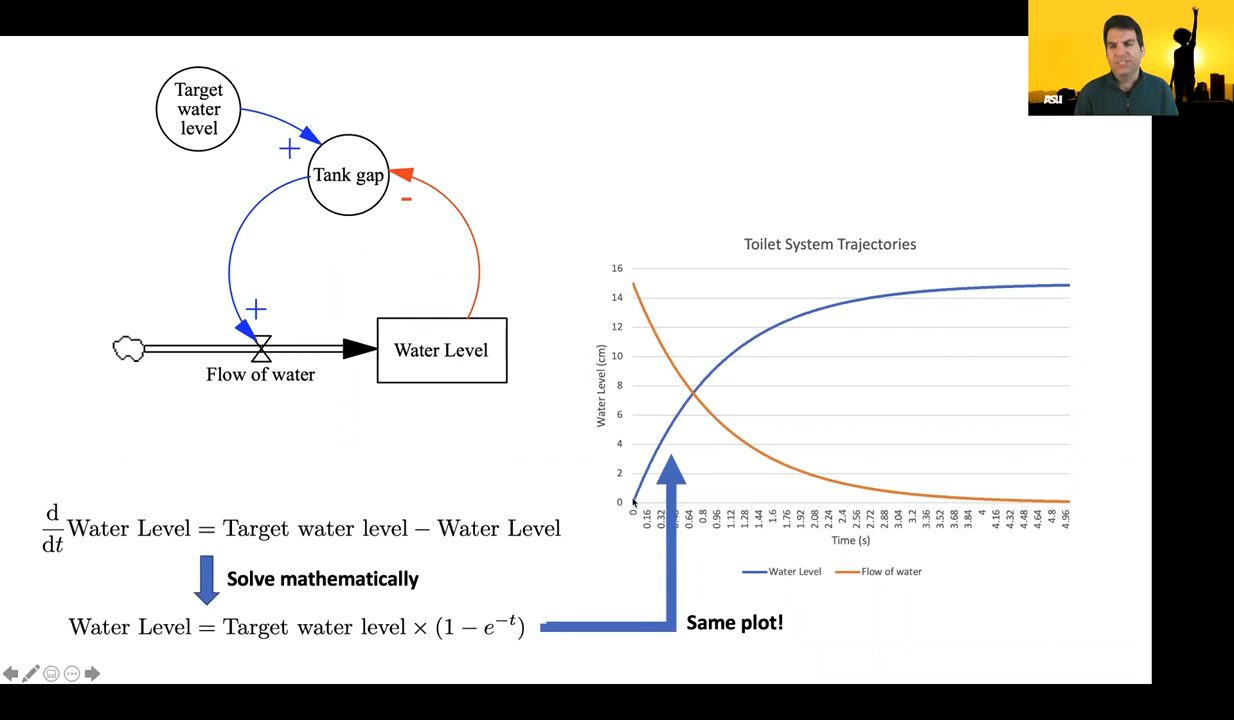 ASU
Target
water
level
+
Tank gap
-
+
Flow of water
Water Level
d
dt
Water Level = Target water level − Water Level
Solve mathematically
Water Level = Target water level × (1 − e^{−t})
Same plot!
Toilet System Trajectories
Water Level (cm)
16
14
12
10
8
6
4
2
0
0 0.16 0.32 0.64 0.8 0.96 1.12 1.28 1.44 1.6 1.76 1.92 2.08 2.24 2.4 2.56 2.72 2.88 3.04 3.2 3.36 3.52 3.68 3.84 4 4.16 4.32 4.48 4.64 4.8 4.96
Time (s)
Water Level Flow of water